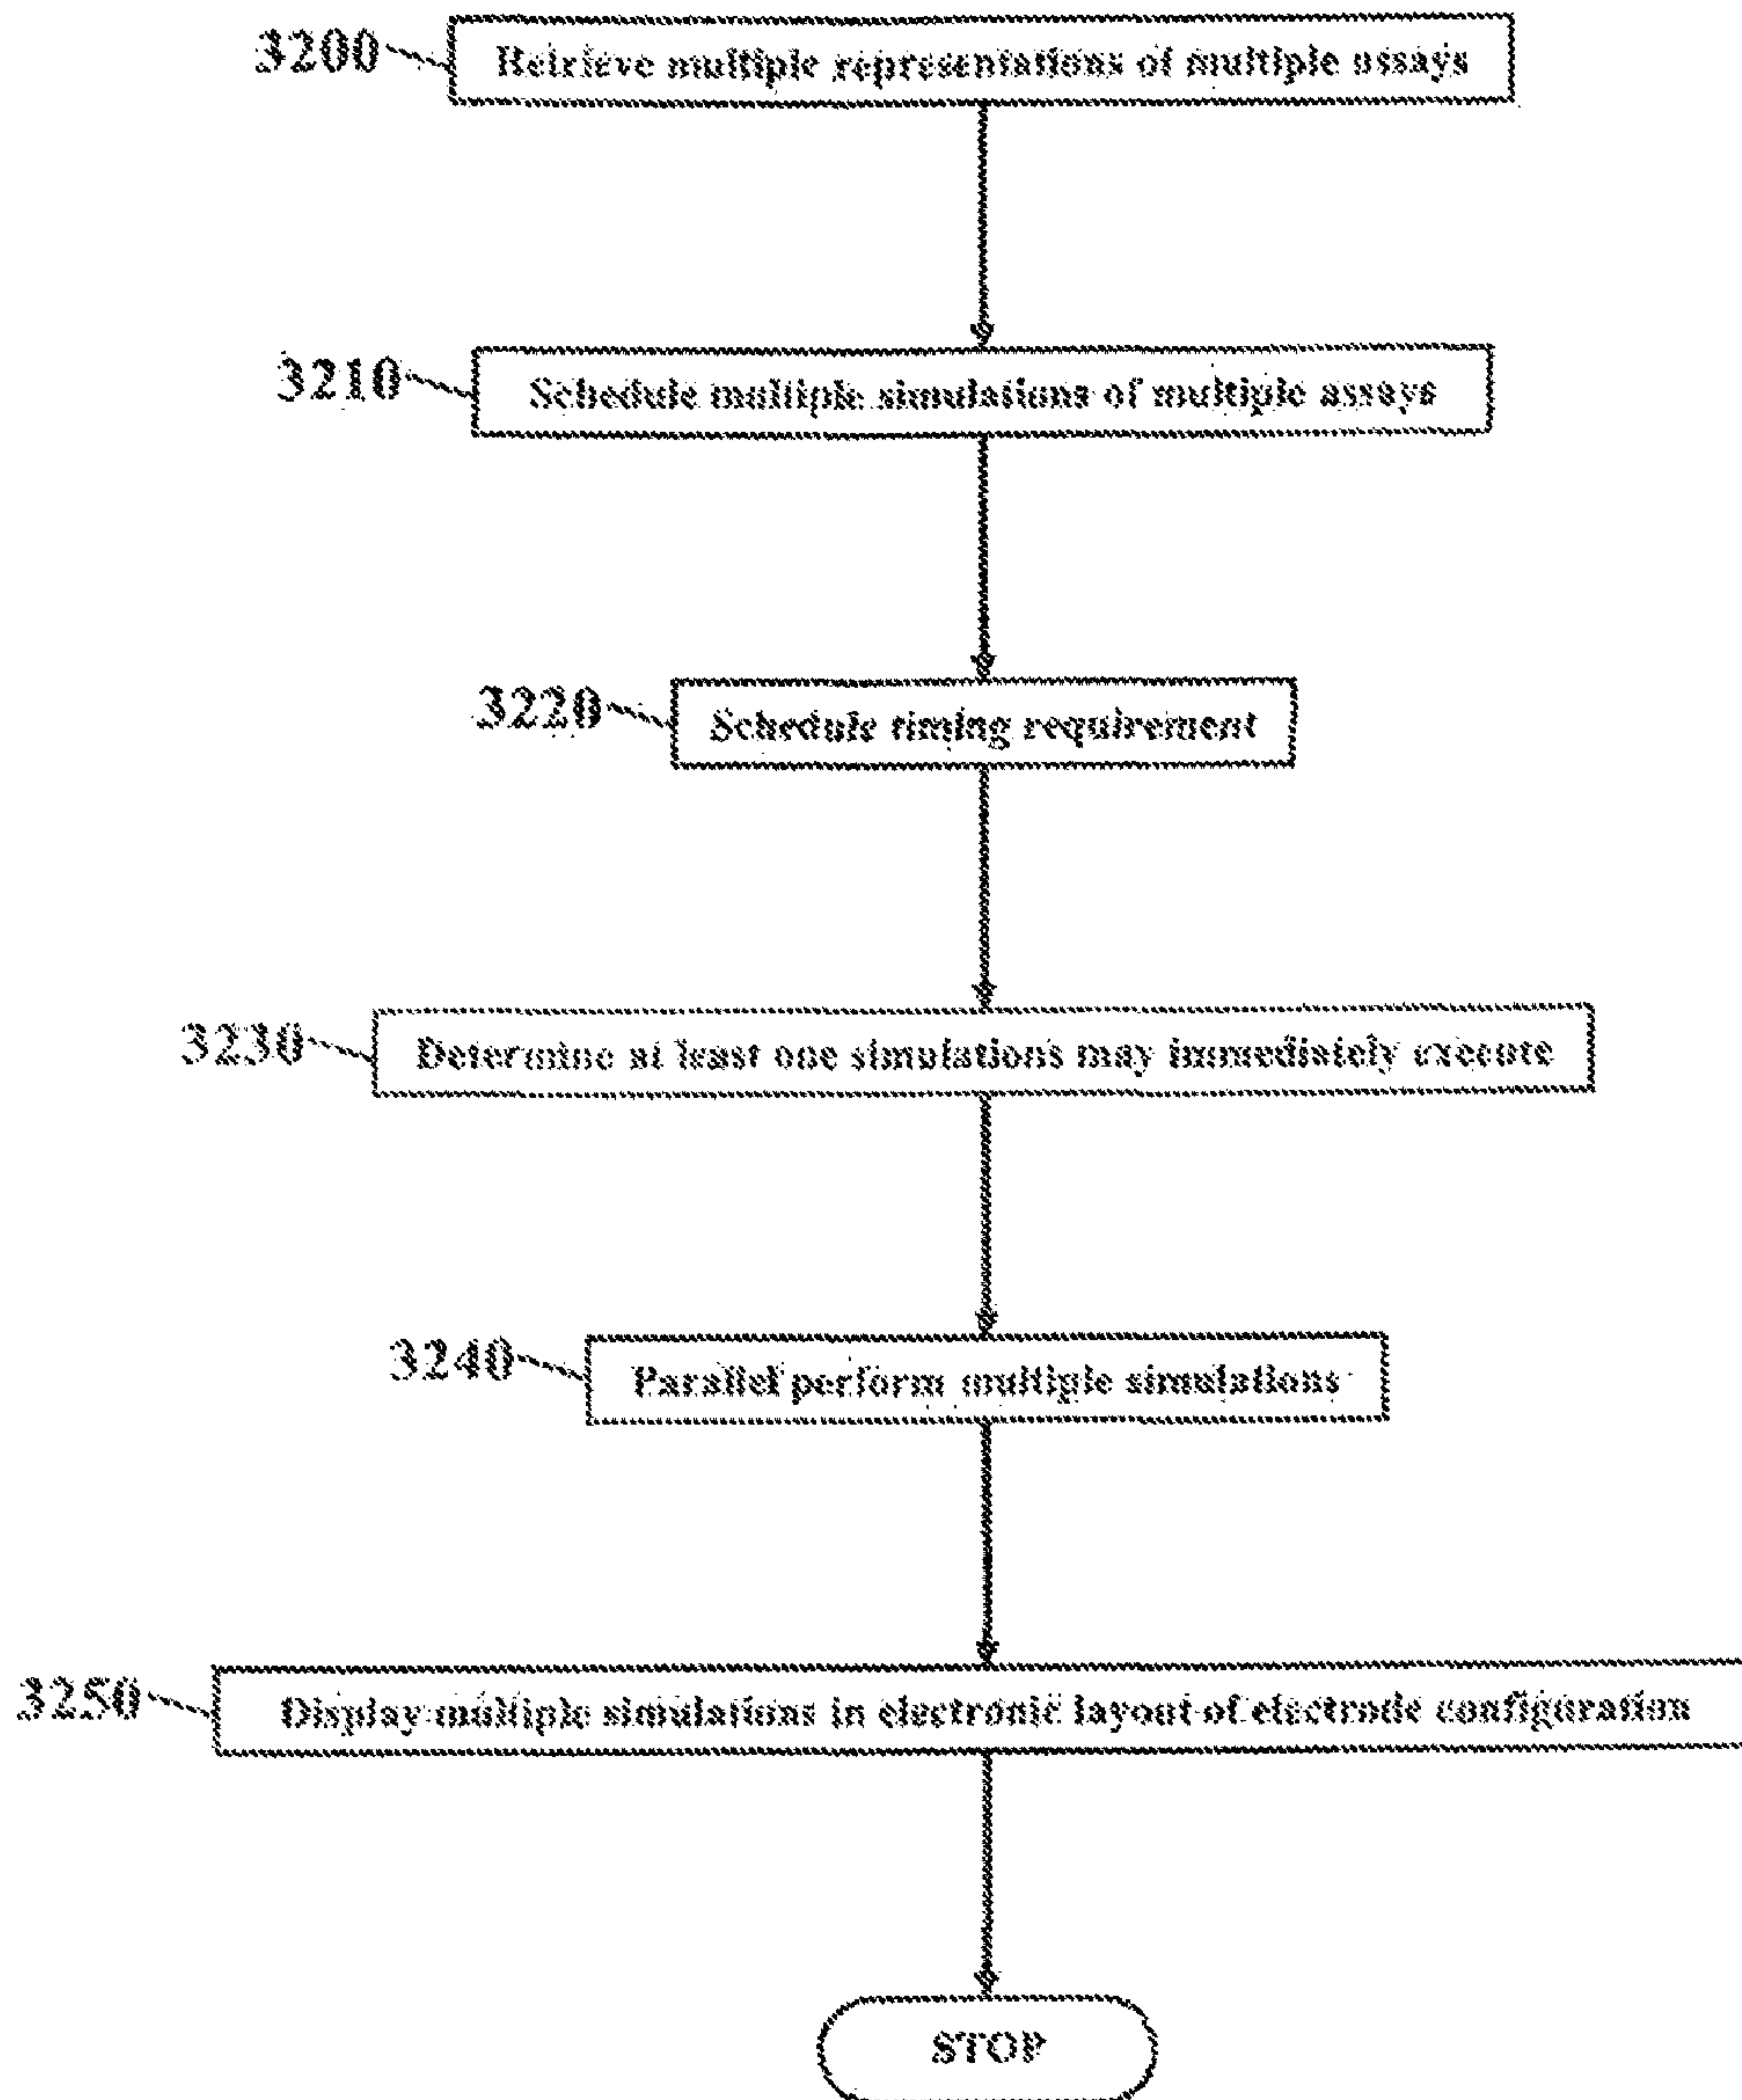 3200
Retrieve multiple representations of multiple assays
3210
Schedule multiple simulations of multiple assays
3220
Schedule timing requirement
3230
Determine at least one simulations may immediately execute
3240
Parallel perform multiple simulations
3250
Display multiple simulations in electronic layout of electrode configuration
STOP